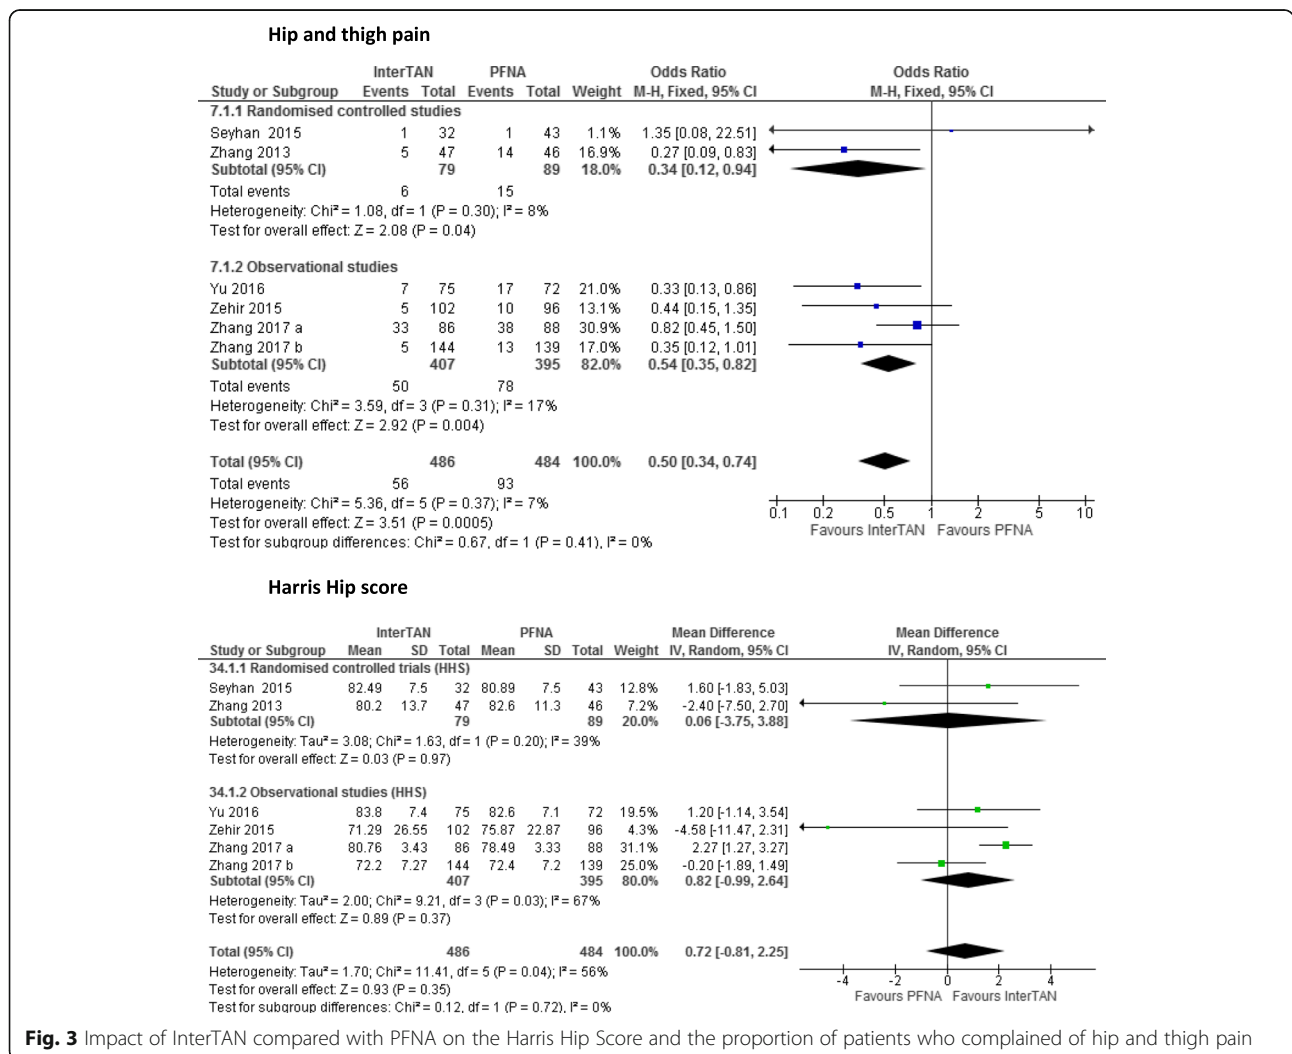 Hip and thigh pain
InterTAN PFNA Odds Ratio Odds Ratio
Study or Subgroup Events Total Events Total Weight M-H, Fixed, 95% CI M-H, Fixed, 95% CI
7.1.1 Randomised controlled studies
Seyhan 2015 1 32 1 43 1.1% 1.35 [0.08, 22.51]
Zhang 2013 5 47 14 46 16.9% 0.27 [0.09, 0.83]
Subtotal (95% CI) 79 89 18.0% 0.34 [0.12, 0.94]
Total events 6 15
Heterogeneity: Chi² = 1.08, df = 1 (P = 0.30); I² = 8%
Test for overall effect: Z = 2.08 (P = 0.04)
7.1.2 Observational studies
Yu 2016 7 75 17 72 21.0% 0.33 [0.13, 0.86]
Zehir 2015 5 102 10 96 13.1% 0.44 [0.15, 1.35]
Zhang 2017 a 33 86 38 88 30.9% 0.82 [0.45, 1.50]
Zhang 2017 b 5 144 13 139 17.0% 0.35 [0.12, 1.01]
Subtotal (95% CI) 407 395 82.0% 0.54 [0.35, 0.82]
Total events 50 78
Heterogeneity: Chi² = 3.59, df = 3 (P = 0.31); I² = 17%
Test for overall effect: Z = 2.92 (P = 0.004)
Total (95% CI) 486 484 100.0% 0.50 [0.34, 0.74]
Total events 56 93
Heterogeneity: Chi² = 5.36, df = 5 (P = 0.37); I² = 7%
Test for overall effect: Z = 3.51 (P = 0.0005)
Test for subgroup differences: Chi² = 0.67, df = 1 (P = 0.41), I² = 0%
0.1 0.2 0.5 1 2 5 10
Favours InterTAN Favours PFNA
Harris Hip score
InterTAN PFNA Mean Difference Mean Difference
Study or Subgroup Mean SD Total Mean SD Total Weight IV, Random, 95% CI IV, Random, 95% CI
34.1.1 Randomised controlled trials (HHS)
Seyhan 2015 82.49 7.5 32 80.89 7.5 43 12.8% 1.60 [-1.83, 5.03]
Zhang 2013 80.2 13.7 47 82.6 11.3 46 7.2% -2.40 [-7.50, 2.70]
Subtotal (95% CI) 79 89 20.0% 0.06 [-3.75, 3.88]
Heterogeneity: Tau² = 3.08; Chi² = 1.63, df = 1 (P = 0.20); I² = 39%
Test for overall effect: Z = 0.03 (P = 0.97)
34.1.2 Observational studies (HHS)
Yu 2016 83.8 7.4 75 82.6 7.1 72 19.5% 1.20 [-1.14, 3.54]
Zehir 2015 71.29 26.55 102 75.87 22.87 96 4.3% -4.58 [-11.47, 2.31]
Zhang 2017 a 80.76 3.43 86 78.49 3.33 88 31.1% 2.27 [1.27, 3.27]
Zhang 2017 b 72.2 7.27 144 72.4 7.2 139 25.0% -0.20 [-1.89, 1.49]
Subtotal (95% CI) 407 395 80.0% 0.82 [-0.99, 2.64]
Heterogeneity: Tau² = 2.00; Chi² = 9.21, df = 3 (P = 0.03); I² = 67%
Test for overall effect: Z = 0.89 (P = 0.37)
Total (95% CI) 486 484 100.0% 0.72 [-0.81, 2.25]
Heterogeneity: Tau² = 1.70; Chi² = 11.41, df = 5 (P = 0.04); I² = 56%
Test for overall effect: Z = 0.93 (P = 0.35)
Test for subgroup differences: Chi² = 0.12, df = 1 (P = 0.72), I² = 0%
-4 -2 0 2 4
Favours PFNA Favours InterTAN
Fig. 3 Impact of InterTAN compared with PFNA on the Harris Hip Score and the proportion of patients who complained of hip and thigh pain